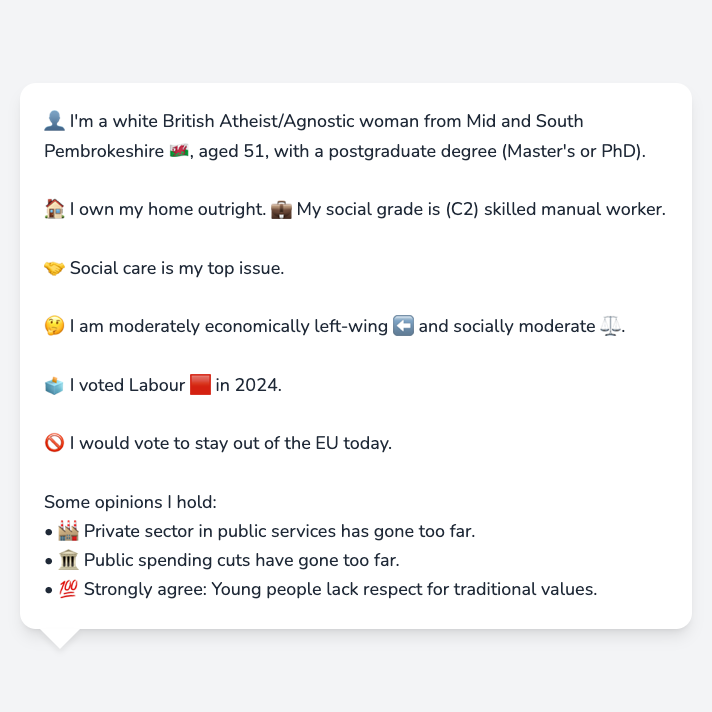 👤 I'm a white British Atheist/Agnostic woman from Mid and South
Pembrokeshire 🏴󠁧󠁢󠁷󠁬󠁳󠁿, aged 51, with a postgraduate degree (Master's or PhD).
🏠 I own my home outright. 💼 My social grade is (C2) skilled manual worker.
🤝 Social care is my top issue.
🤔 I am moderately economically left-wing ⬅️ and socially moderate ⚖️.
🗳️ I voted Labour 🟥 in 2024.
🚫 I would vote to stay out of the EU today.
Some opinions I hold:
• 🏭 Private sector in public services has gone too far.
• 🏛️ Public spending cuts have gone too far.
• 💯 Strongly agree: Young people lack respect for traditional values.